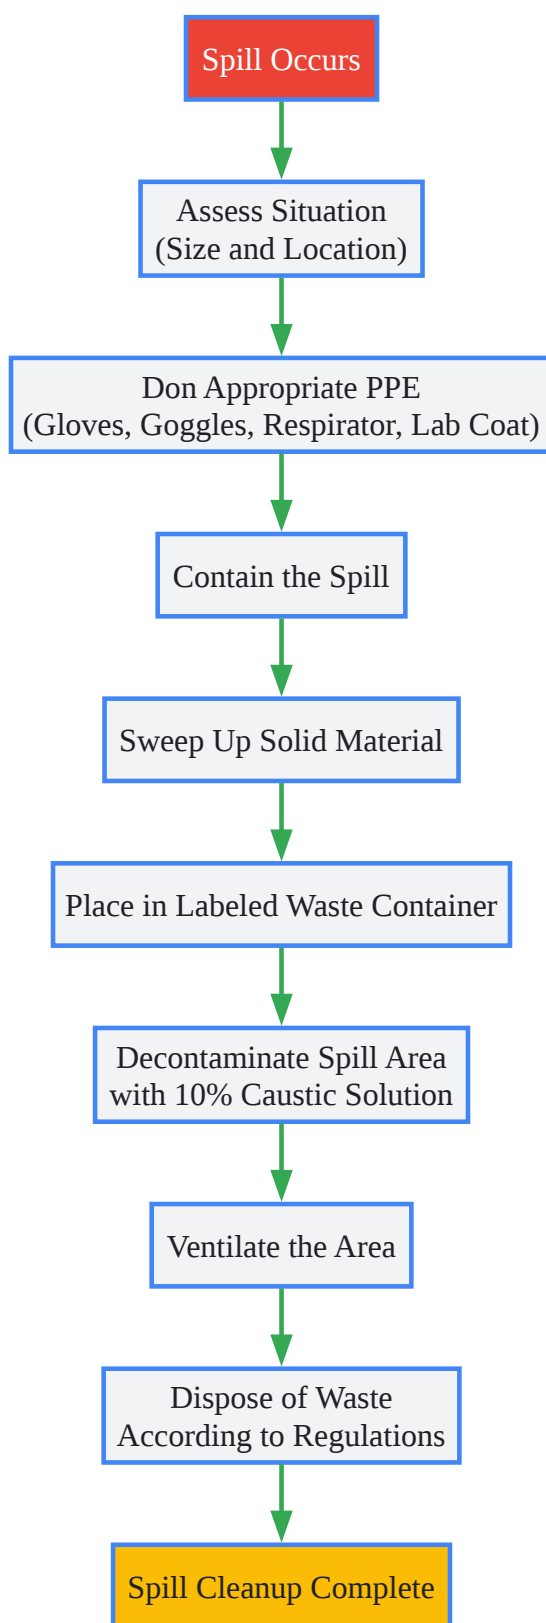 Spill Occurs
Assess Situation
(Size and Location)
Don Appropriate PPE
(Gloves, Goggles, Respirator, Lab Coat)
Contain the Spill
Sweep Up Solid Material
Place in Labeled Waste Container
Decontaminate Spill Area
with 10% Caustic Solution
Ventilate the Area
Dispose of Waste
According to Regulations
Spill Cleanup Complete